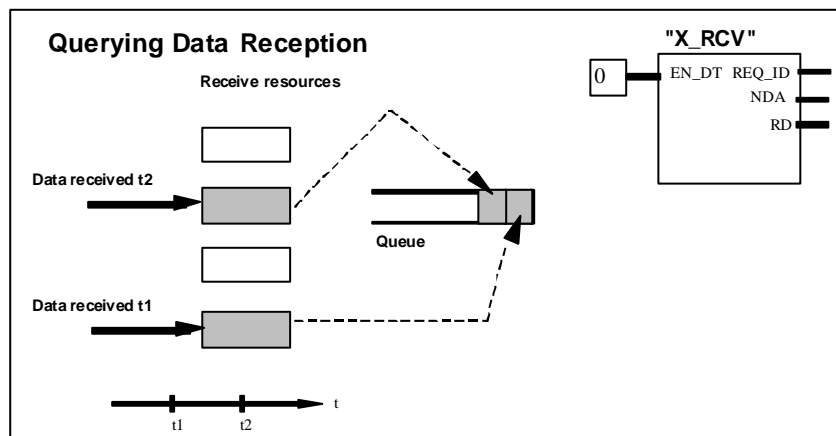 Querying Data Reception
"X_RCV"
Receive resources
0
EN_DT REQ_ID
NDA
RD
Data received t2
Queue
Data received t1
t
t1 t2